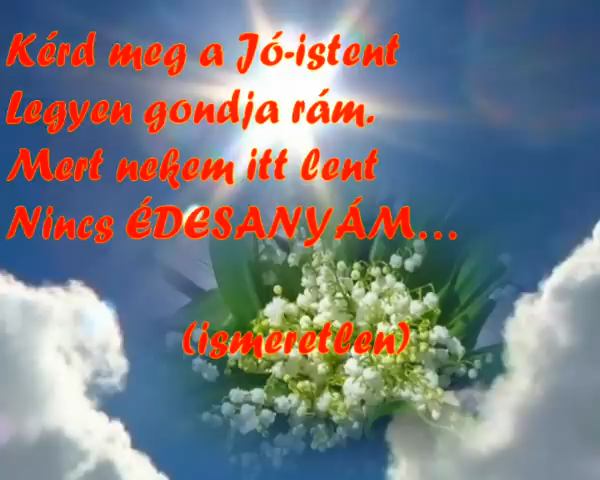 Kérd meg a Jó-istent
Legyen gondja rám.
Mert nekem itt lent
Nincs ÉDESANYÁM...
(ismeretlen)